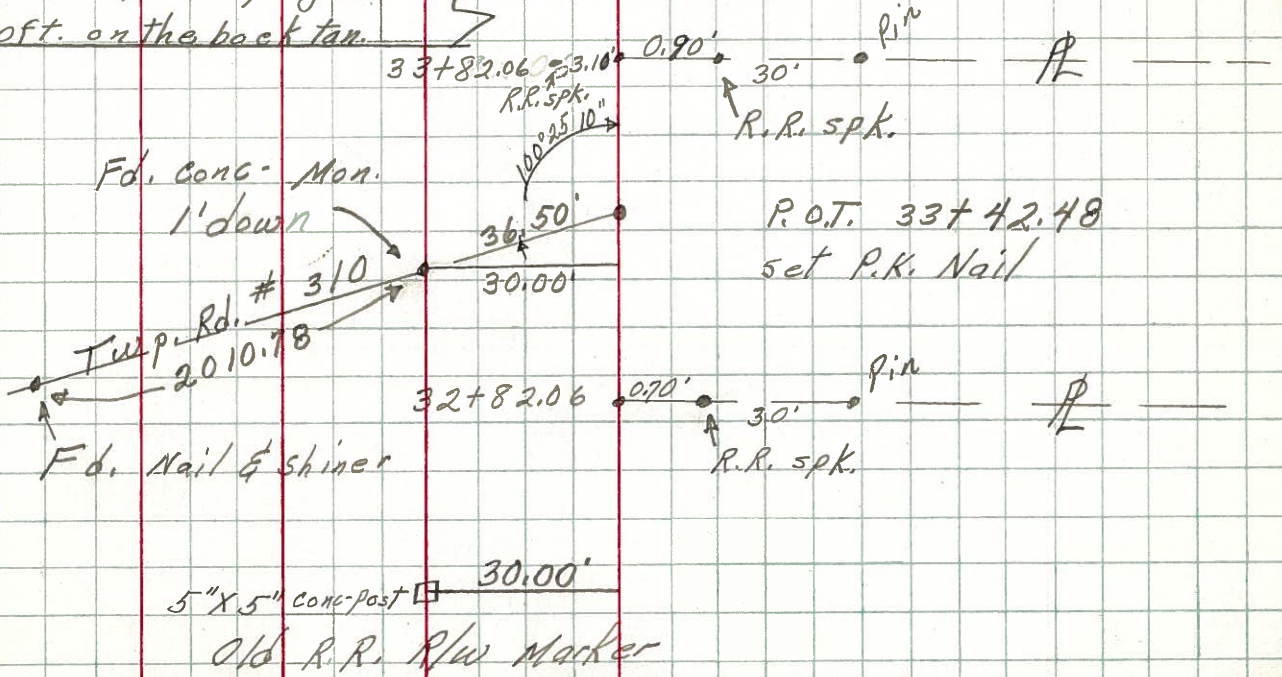 oft. on the back tan.
33+82.06 3.10'
R.R. spk.
0.90'
30'
Pin
PL
R.R. spk.
100°25'10"
Fd. Conc- Mon.
1' down
36.50'
30.00'
P.O.T. 33+42.48
set P.K. Nail
Twp. Rd. # 310
2010.78
32+82.06
0.70'
30'
Pin
PL
R.R. spk.
Fd. Nail & shiner
30.00'
5"X5" conc-post
Old R.R. R/W Marker